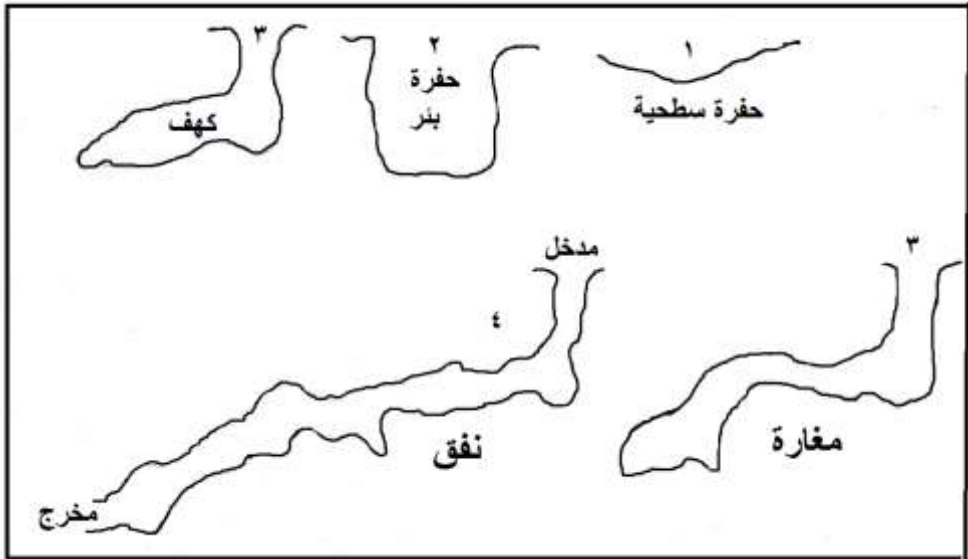 ١
حفرة سطحية
٢
حفرة
بئر
٣
كهف
٣
مغارة
مدخل
٤
نفق
مخرج